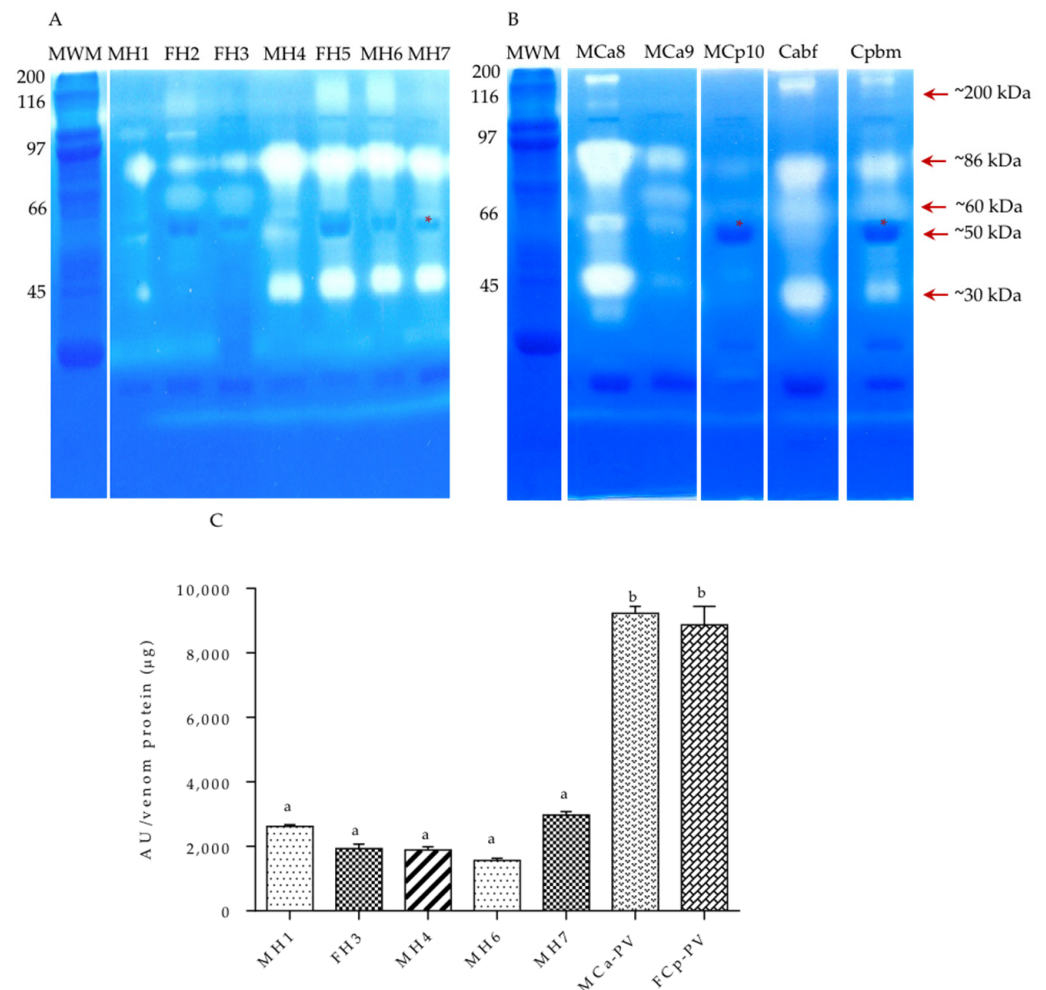 A
B
MWM MH1 FH2 FH3 MH4 FH5 MH6 MH7
MWM MCa8 MCa9 MCp10 Cabf Cpbm
200
116
97
66
45
*
200
116
97
66
45
*
*
~200 kDa
~86 kDa
~60 kDa
~50 kDa
~30 kDa
C
AU/venom protein (µg)
10,000
8,000
6,000
4,000
2,000
0
a
a
a
a
a
b
b
MH1
FH3
MH4
MH6
MH7
MCa-PV
FCp-PV